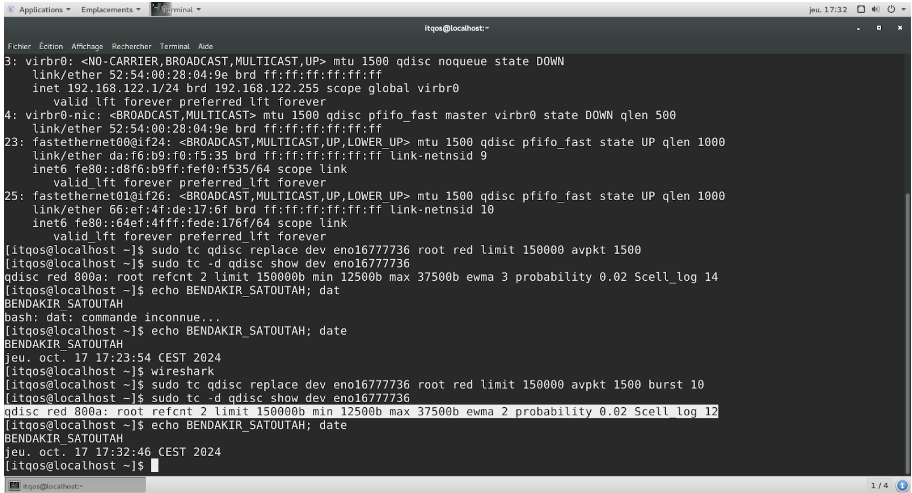 Applications Emplacements Terminal jeu, 17:32
itqos@localhost:~
Fichier Édition Affichage Rechercher Terminal Aide
3: virbr0: <NO-CARRIER,BROADCAST,MULTICAST,UP> mtu 1500 qdisc noqueue state DOWN
link/ether 52:54:00:28:04:9e brd ff:ff:ff:ff:ff:ff
inet 192.168.122.1/24 brd 192.168.122.255 scope global virbr0
valid_lft forever preferred_lft forever
4: virbr0-nic: <BROADCAST,MULTICAST> mtu 1500 qdisc pfifo_fast master virbr0 state DOWN qlen 500
link/ether 52:54:00:28:04:9e brd ff:ff:ff:ff:ff:ff
23: fastethernet00@if24: <BROADCAST,MULTICAST,UP,LOWER_UP> mtu 1500 qdisc pfifo_fast state UP qlen 1000
link/ether da:f6:b9:f0:f5:35 brd ff:ff:ff:ff:ff:ff link-netnsid 9
inet6 fe80::d8f6:b9ff:fef0:f535/64 scope link
valid_lft forever preferred_lft forever
25: fastethernet01@if26: <BROADCAST,MULTICAST,UP,LOWER_UP> mtu 1500 qdisc pfifo_fast state UP qlen 1000
link/ether 66:ef:4f:de:17:6f brd ff:ff:ff:ff:ff:ff link-netnsid 10
inet6 fe80::64ef:4fff:fede:176f/64 scope link
valid_lft forever preferred_lft forever
[itqos@localhost ~]$ sudo tc qdisc replace dev eno16777736 root red limit 150000 avpkt 1500
[itqos@localhost ~]$ sudo tc -d qdisc show dev eno16777736
qdisc red 800a: root refcnt 2 limit 150000b min 12500b max 37500b ewma 3 probability 0.02 Scell_log 14
[itqos@localhost ~]$ echo BENDAKIR_SATOUTAH; dat
BENDAKIR_SATOUTAH
bash: dat: commande inconnue...
[itqos@localhost ~]$ echo BENDAKIR_SATOUTAH; date
BENDAKIR_SATOUTAH
jeu. oct. 17 17:23:54 CEST 2024
[itqos@localhost ~]$ wireshark
[itqos@localhost ~]$ sudo tc qdisc replace dev eno16777736 root red limit 150000 avpkt 1500 burst 10
[itqos@localhost ~]$ sudo tc -d qdisc show dev eno16777736
qdisc red 800a: root refcnt 2 limit 150000b min 12500b max 37500b ewma 2 probability 0.02 Scell_log 12
[itqos@localhost ~]$ echo BENDAKIR_SATOUTAH; date
BENDAKIR_SATOUTAH
jeu. oct. 17 17:32:46 CEST 2024
[itqos@localhost ~]$
itqos@localhost:~ 1 / 4 1